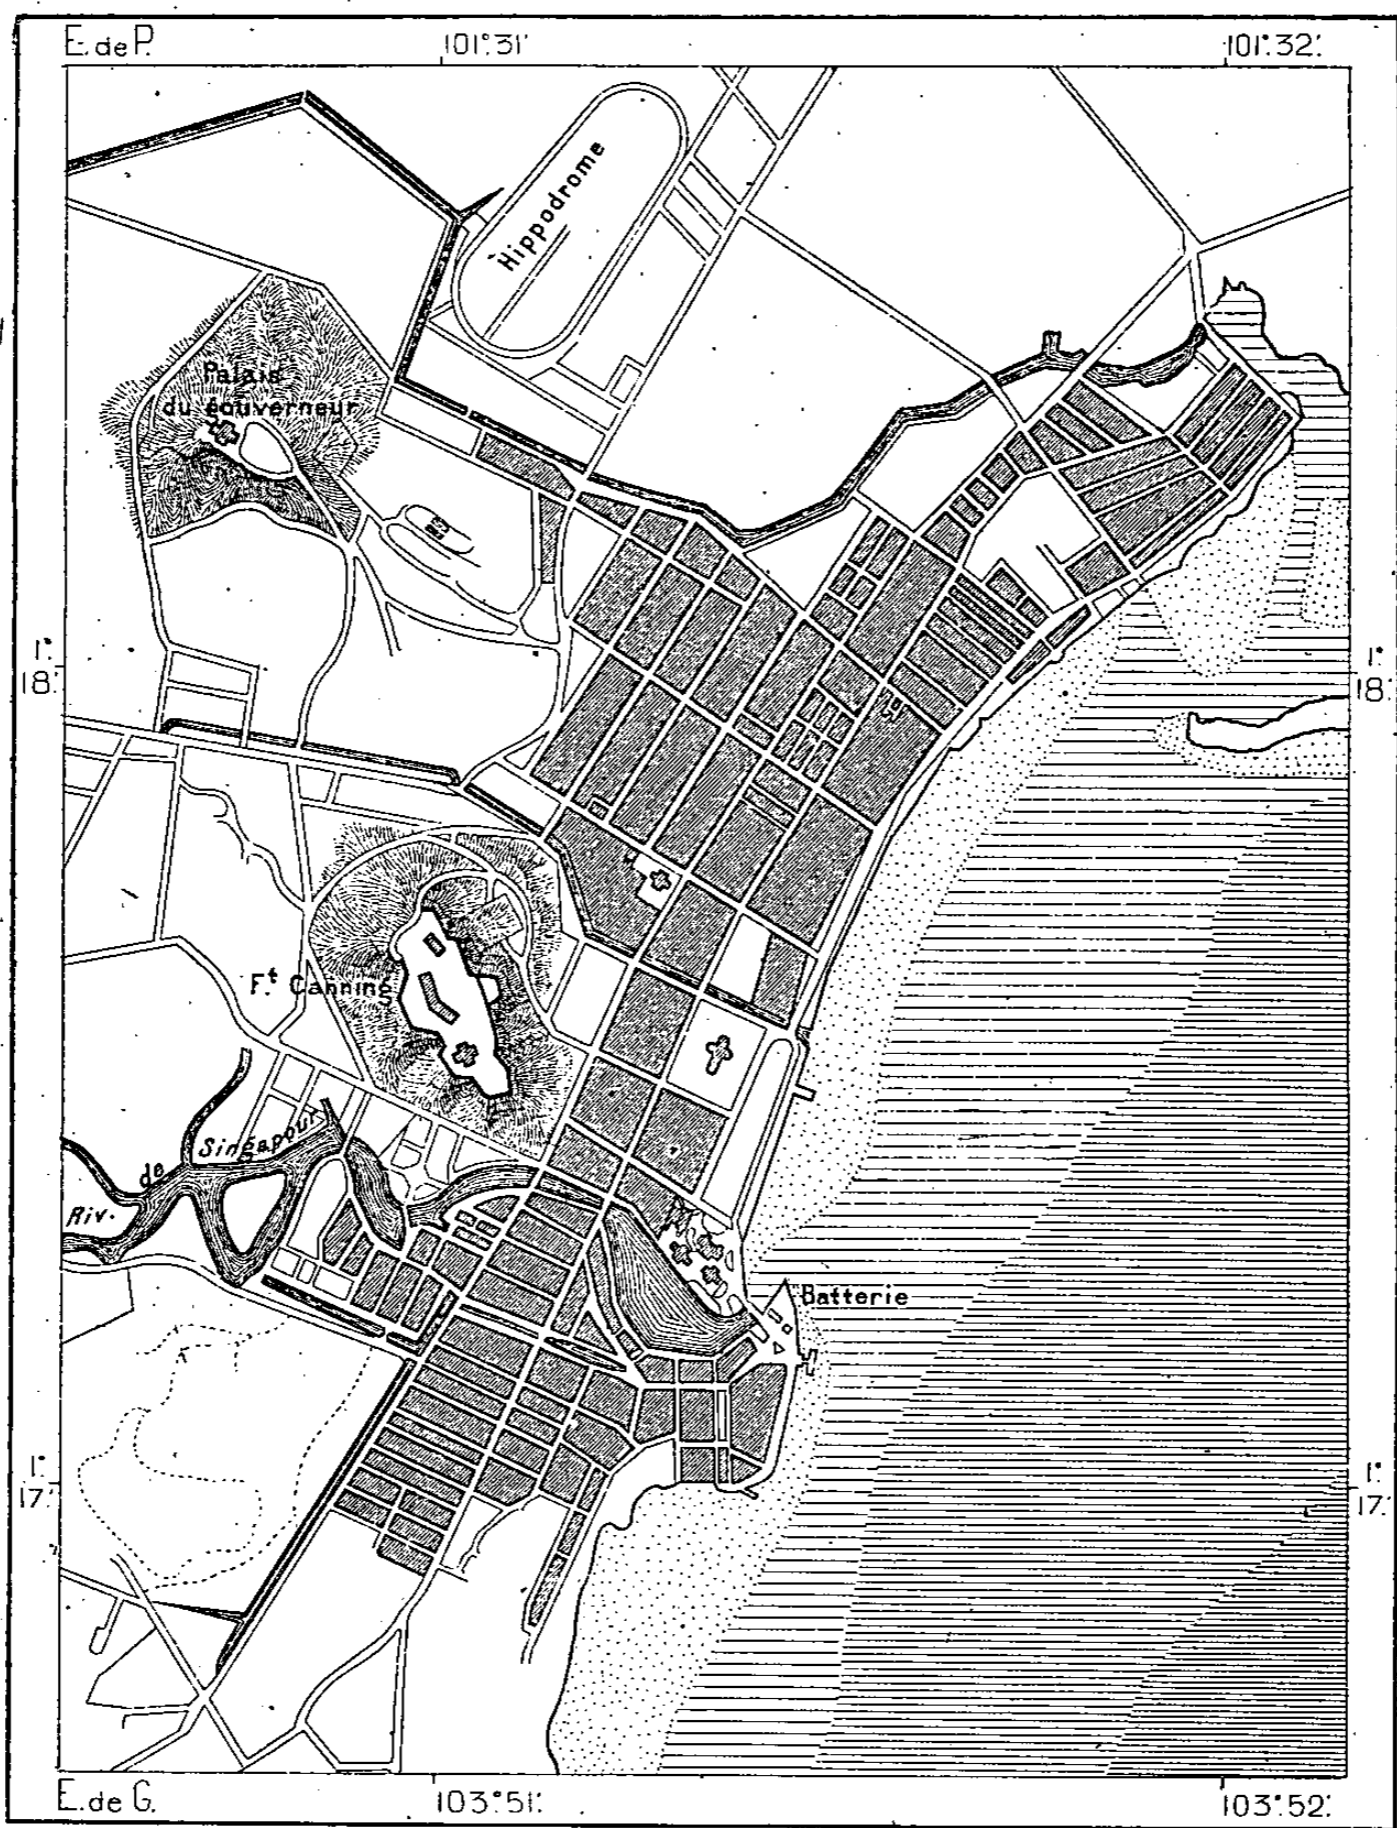 E. de P.
101°31'
101°32'.
Hippodrome
Palais
du gouverneur
1°
18'
1°
18'
Ft Canning
Riv. de Singapour
Batterie
1°
17'
1°
17'
E. de G.
103°51'.
103°52'.